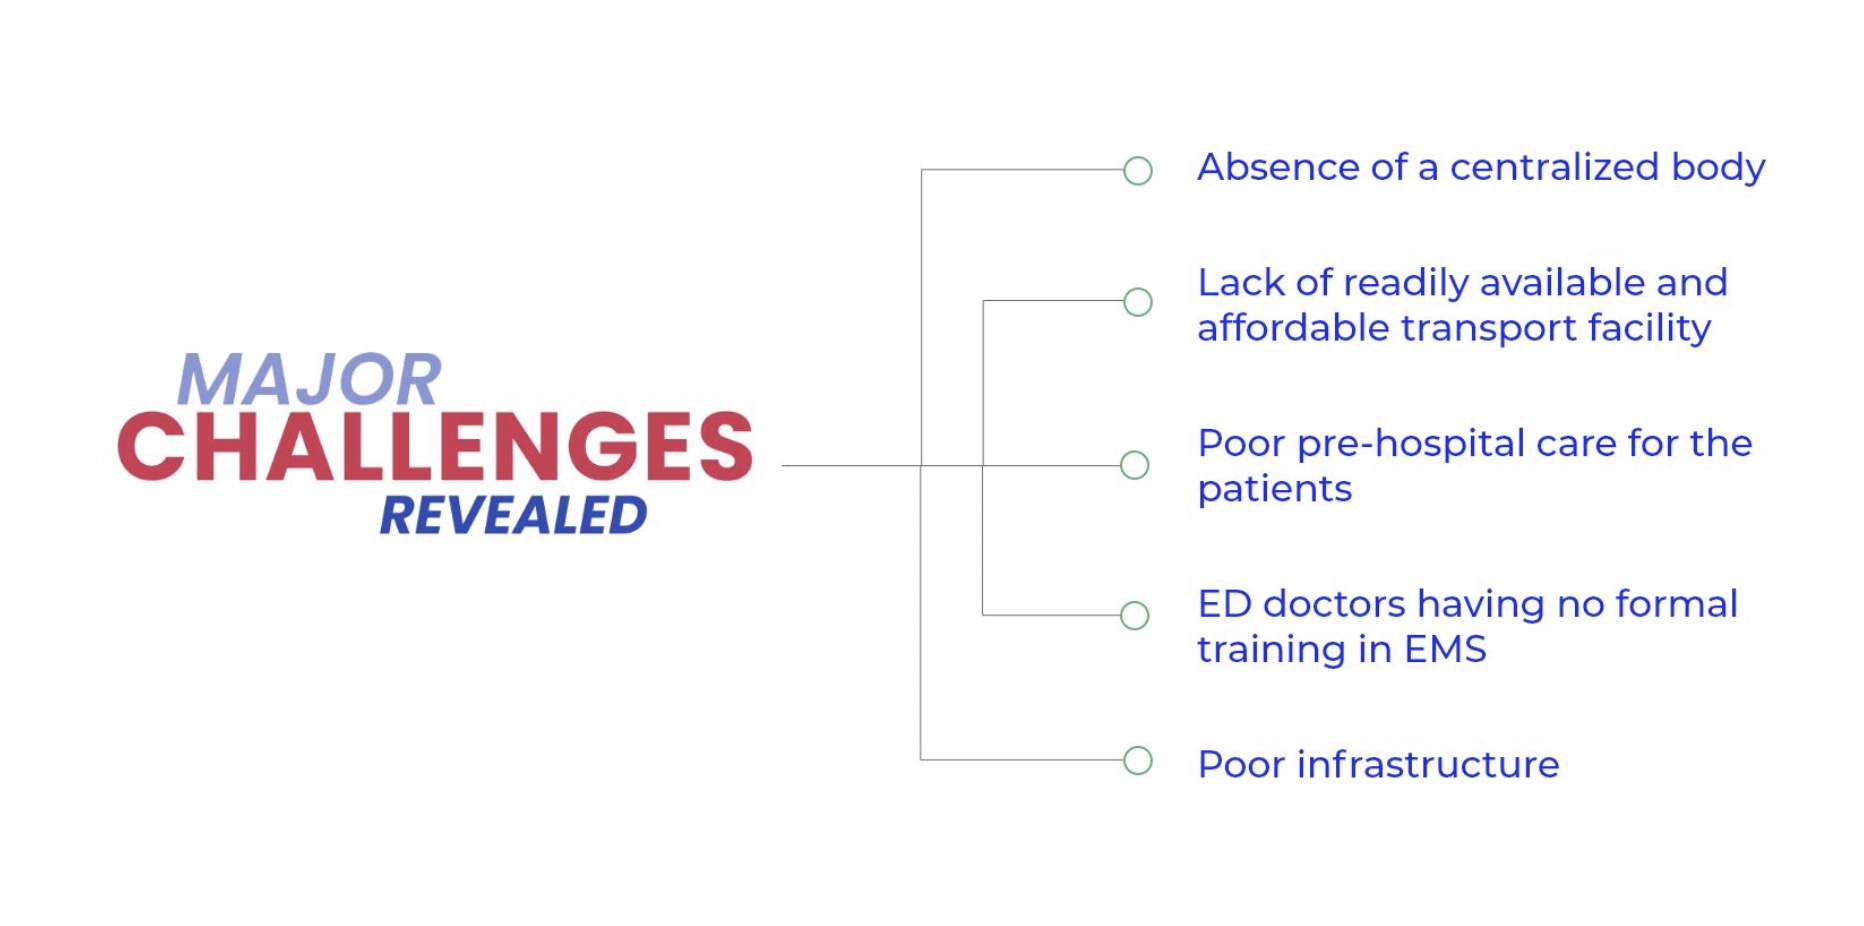 MAJOR
CHALLENGES
REVEALED
Absence of a centralized body
Lack of readily available and
affordable transport facility
Poor pre-hospital care for the
patients
ED doctors having no formal
training in EMS
Poor infrastructure